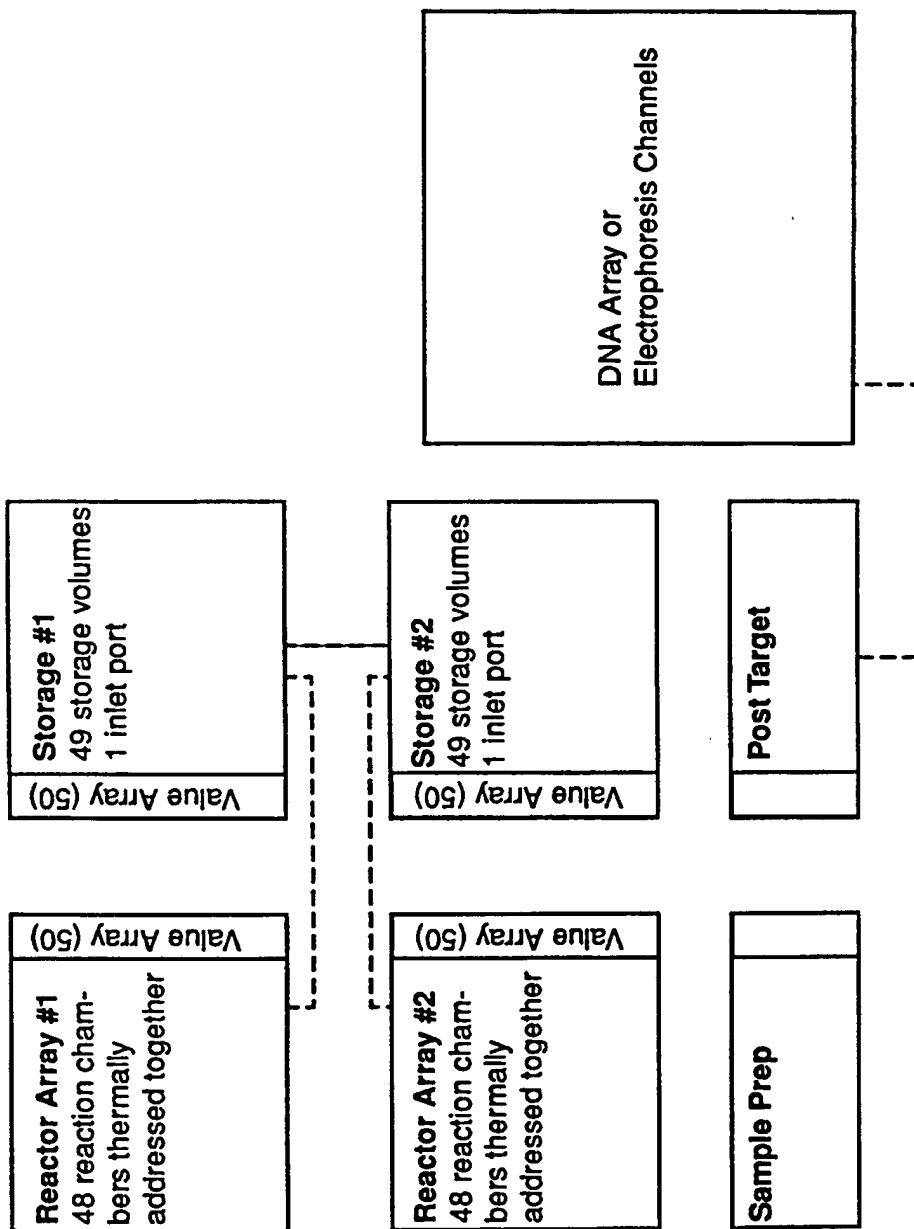 Reactor Array #1
48 reaction cham-
bers thermally
addressed together
Value Array (50)
Storage #1
49 storage volumes
1 inlet port
Value Array (50)
Reactor Array #2
48 reaction cham-
bers thermally
addressed together
Value Array (50)
Storage #2
49 storage volumes
1 inlet port
Value Array (50)
Sample Prep
Post Target
DNA Array or
Electrophoresis Channels